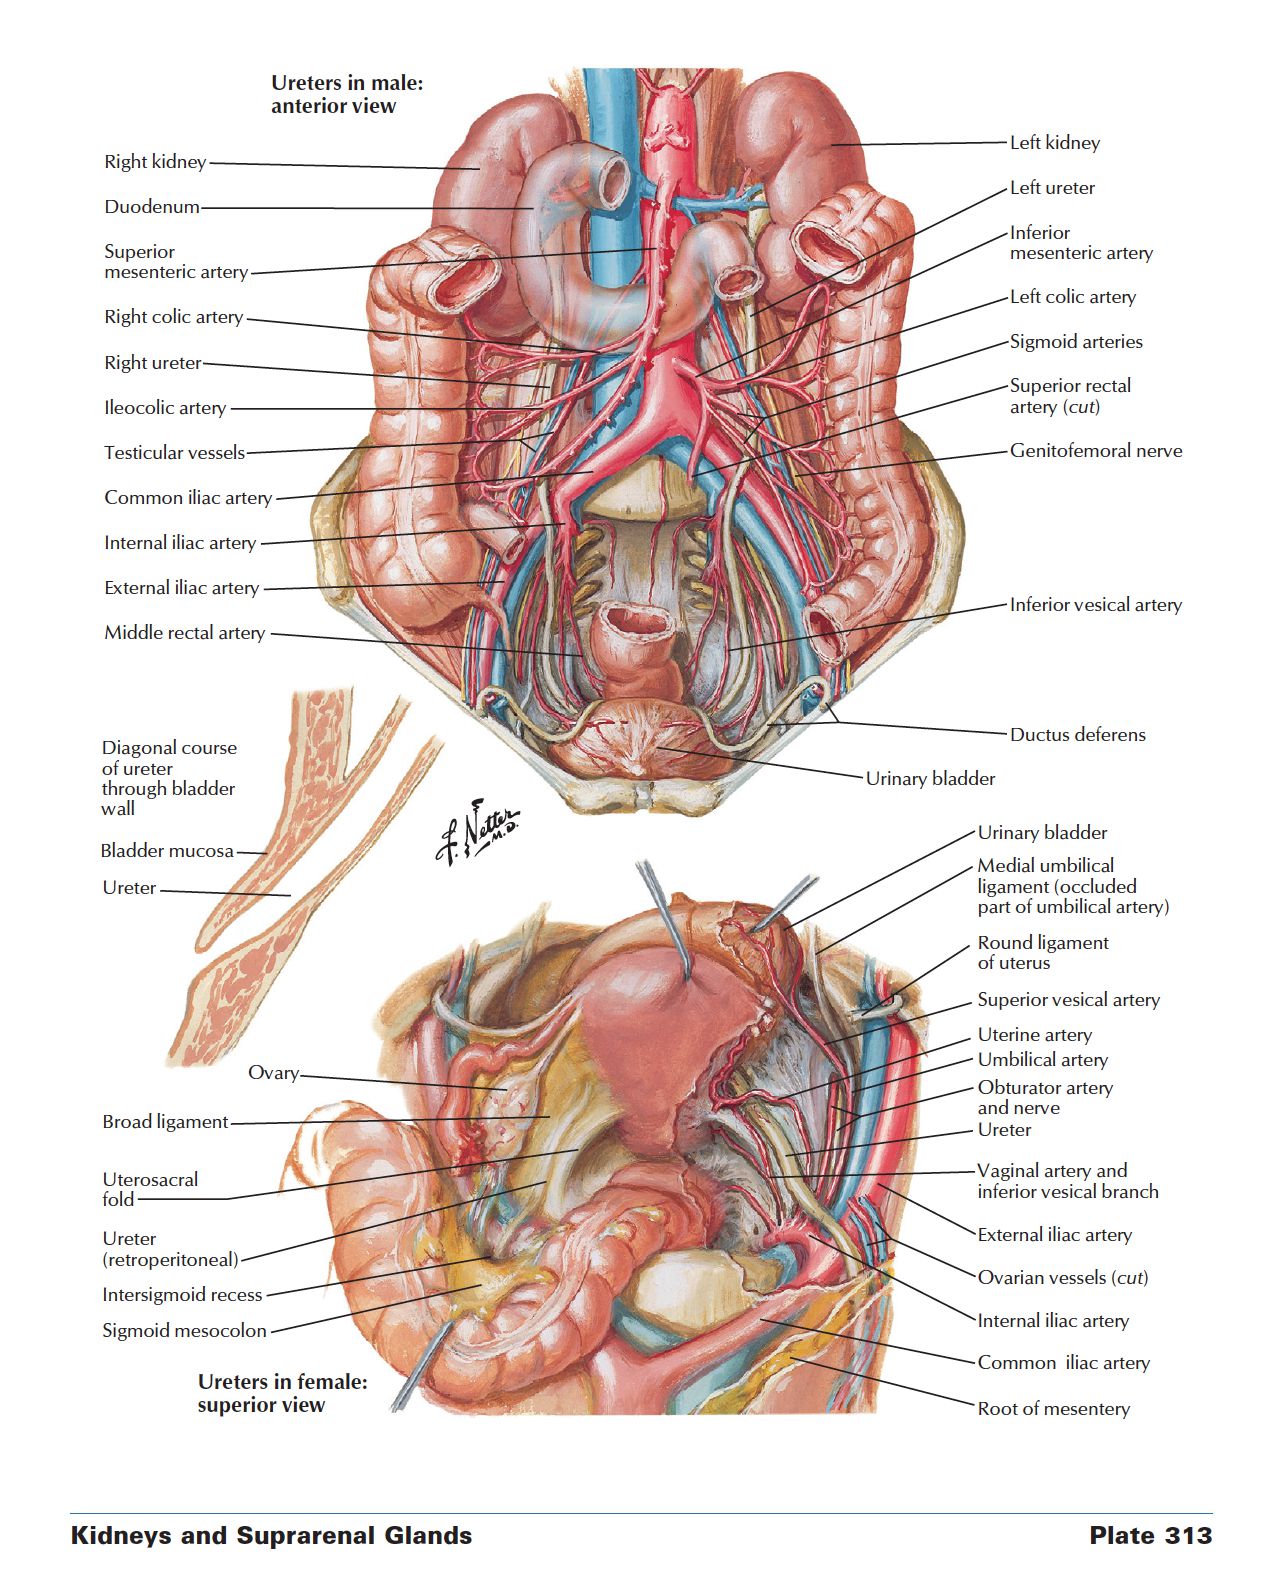 Ureters in male:
anterior view
Right kidney
Duodenum
Superior
mesenteric artery
Right colic artery
Right ureter
Ileocolic artery
Testicular vessels
Common iliac artery
Internal iliac artery
External iliac artery
Middle rectal artery
Left kidney
Left ureter
Inferior
mesenteric artery
Left colic artery
Sigmoid arteries
Superior rectal
artery (cut)
Genitofemoral nerve
Inferior vesical artery
Ductus deferens
Urinary bladder
Diagonal course
of ureter
through bladder
wall
Bladder mucosa
Ureter
F. Netter
M.D.
Urinary bladder
Medial umbilical
ligament (occluded
part of umbilical artery)
Round ligament
of uterus
Superior vesical artery
Uterine artery
Umbilical artery
Obturator artery
and nerve
Ureter
Vaginal artery and
inferior vesical branch
External iliac artery
Ovarian vessels (cut)
Internal iliac artery
Common iliac artery
Root of mesentery
Ovary
Broad ligament
Uterosacral
fold
Ureter
(retroperitoneal)
Intersigmoid recess
Sigmoid mesocolon
Ureters in female:
superior view
Kidneys and Suprarenal Glands
Plate 313